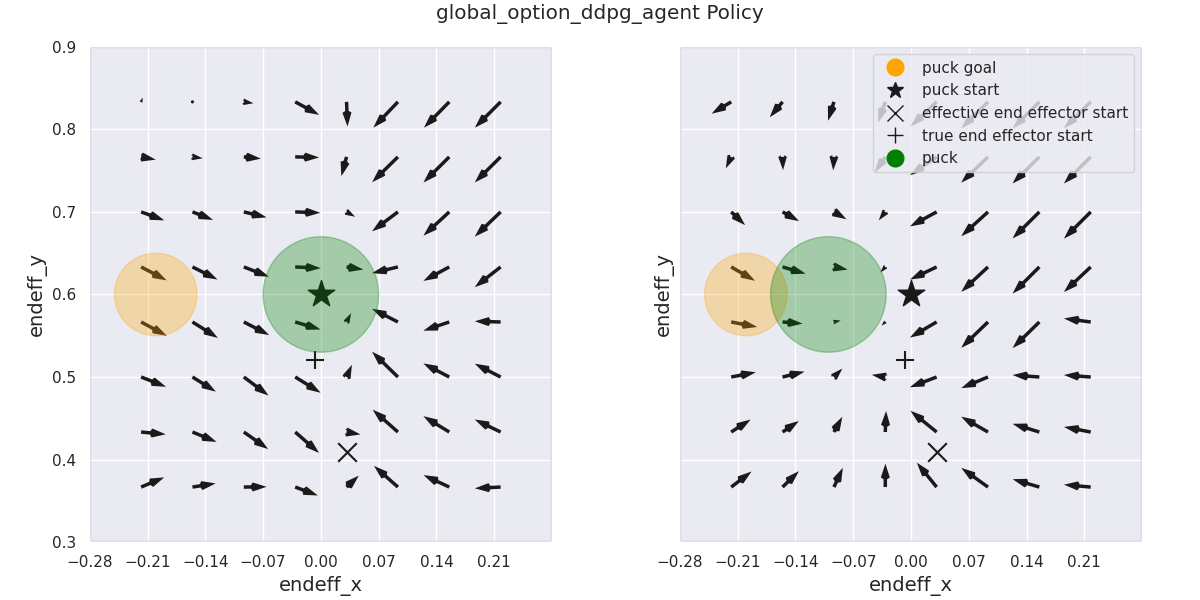 global_option_ddpg_agent Policy
endeff_y
0.9
0.8
0.7
0.6
0.5
0.4
0.3
−0.28 −0.21 −0.14 −0.07 0.00 0.07 0.14 0.21
endeff_x
endeff_y
puck goal
puck start
effective end effector start
true end effector start
puck
−0.28 −0.21 −0.14 −0.07 0.00 0.07 0.14 0.21
endeff_x